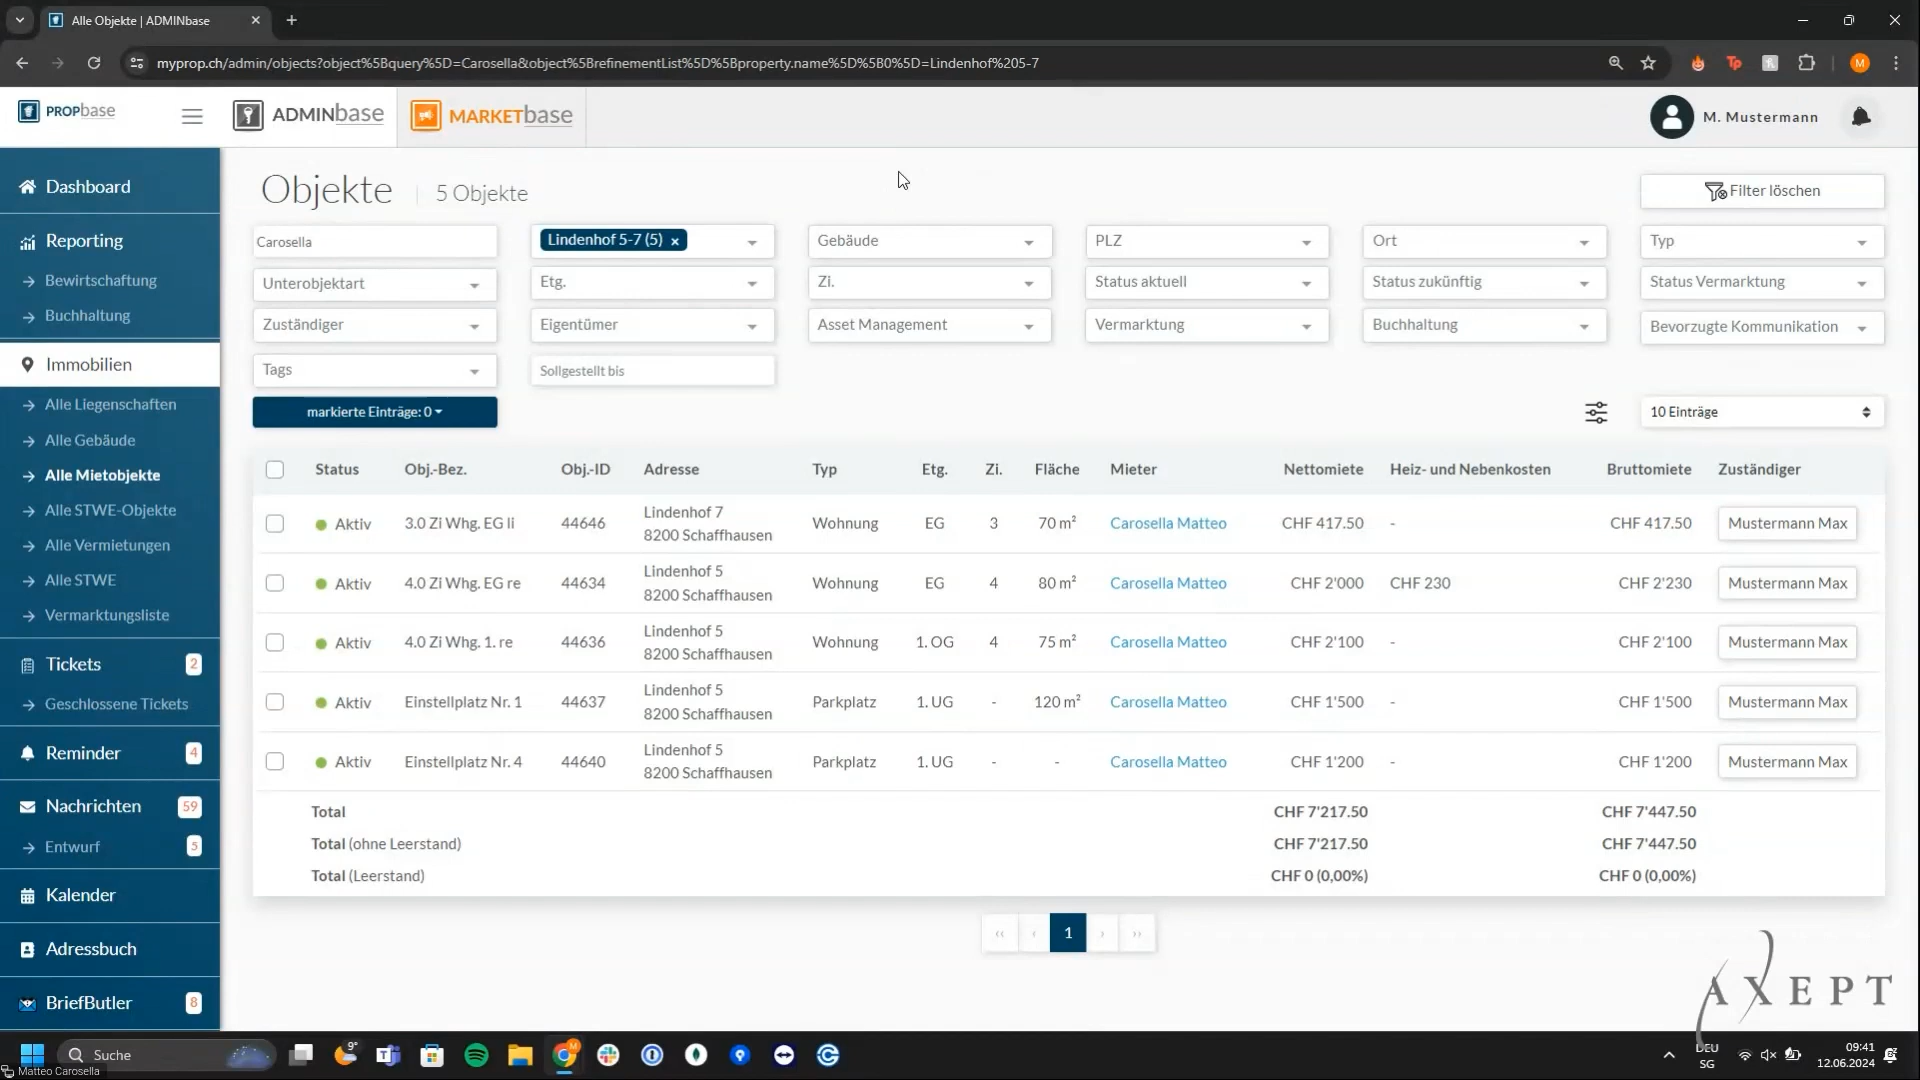 Alle Objekte | ADMINbase
myprop.ch/admin/objects?object%5Bquery%5D=Carosella&object%5BrefinementList%5D%5Bproperty.name%5D%5B0%5D=Lindenhof%205-7
M
PROPbase
ADMINbase
MARKETbase
M. Mustermann
Dashboard
Reporting
Bewirtschaftung
Buchhaltung
Immobilien
Alle Liegenschaften
Alle Gebäude
Alle Mietobjekte
Alle STWE-Objekte
Alle Vermietungen
Alle STWE
Vermarktungsliste
Tickets 2
Geschlossene Tickets
Reminder 4
Nachrichten 59
Entwurf 5
Kalender
Adressbuch
BriefButler 8
Objekte | 5 Objekte
Filter löschen
Carosella Lindenhof 5-7 (5) × Gebäude PLZ Ort Typ
Unterobjektart Etg. Zi. Status aktuell Status zukünftig Status Vermarktung
Zuständiger Eigentümer Asset Management Vermarktung Buchhaltung Bevorzugte Kommunikation
Tags Sollgestellt bis
markierte Einträge: 0
10 Einträge
Status Obj.-Bez. Obj.-ID Adresse Typ Etg. Zi. Fläche Mieter Nettomiete Heiz- und Nebenkosten Bruttomiete Zuständiger
Aktiv 3.0 Zi Whg. EG li 44646 Lindenhof 7 Wohnung EG 3 70 m² Carosella Matteo CHF 417.50 - CHF 417.50 Mustermann Max
8200 Schaffhausen
Aktiv 4.0 Zi Whg. EG re 44634 Lindenhof 5 Wohnung EG 4 80 m² Carosella Matteo CHF 2'000 CHF 230 CHF 2'230 Mustermann Max
8200 Schaffhausen
Aktiv 4.0 Zi Whg. 1. re 44636 Lindenhof 5 Wohnung 1. OG 4 75 m² Carosella Matteo CHF 2'100 - CHF 2'100 Mustermann Max
8200 Schaffhausen
Aktiv Einstellplatz Nr. 1 44637 Lindenhof 5 Parkplatz 1. UG - 120 m² Carosella Matteo CHF 1'500 - CHF 1'500 Mustermann Max
8200 Schaffhausen
Aktiv Einstellplatz Nr. 4 44640 Lindenhof 5 Parkplatz 1. UG - - Carosella Matteo CHF 1'200 - CHF 1'200 Mustermann Max
8200 Schaffhausen
Total CHF 7'217.50 CHF 7'447.50
Total (ohne Leerstand) CHF 7'217.50 CHF 7'447.50
Total (Leerstand) CHF 0 (0,00%) CHF 0 (0,00%)
‹‹ ‹ 1 › ››
AXEPT
Suche
9°
DEU
SG
09:41
12.06.2024
Matteo Carosella